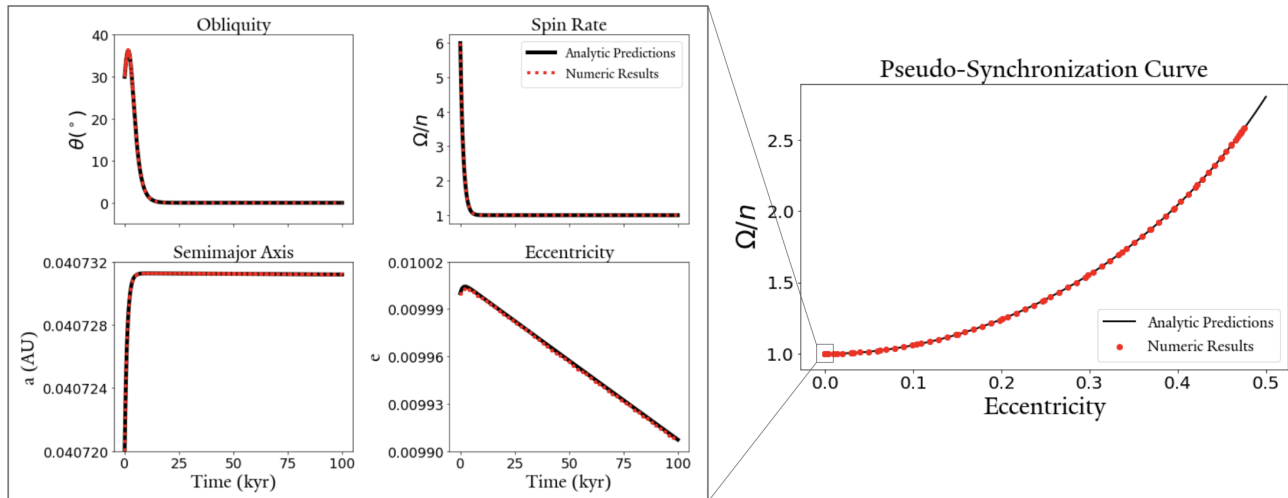 Obliquity
40
30
20
10
0
θ(°)
Spin Rate
6
5
4
3
2
1
Ω/n
Analytic Predictions
Numeric Results
Semimajor Axis
0.040732
0.040728
0.040724
0.040720
a (AU)
0
25
50
75
100
Time (kyr)
Eccentricity
0.01002
0.00999
0.00996
0.00993
0.00990
e
0
25
50
75
100
Time (kyr)
Pseudo-Synchronization Curve
2.5
2.0
1.5
1.0
Ω/n
Analytic Predictions
Numeric Results
0.0
0.1
0.2
0.3
0.4
0.5
Eccentricity